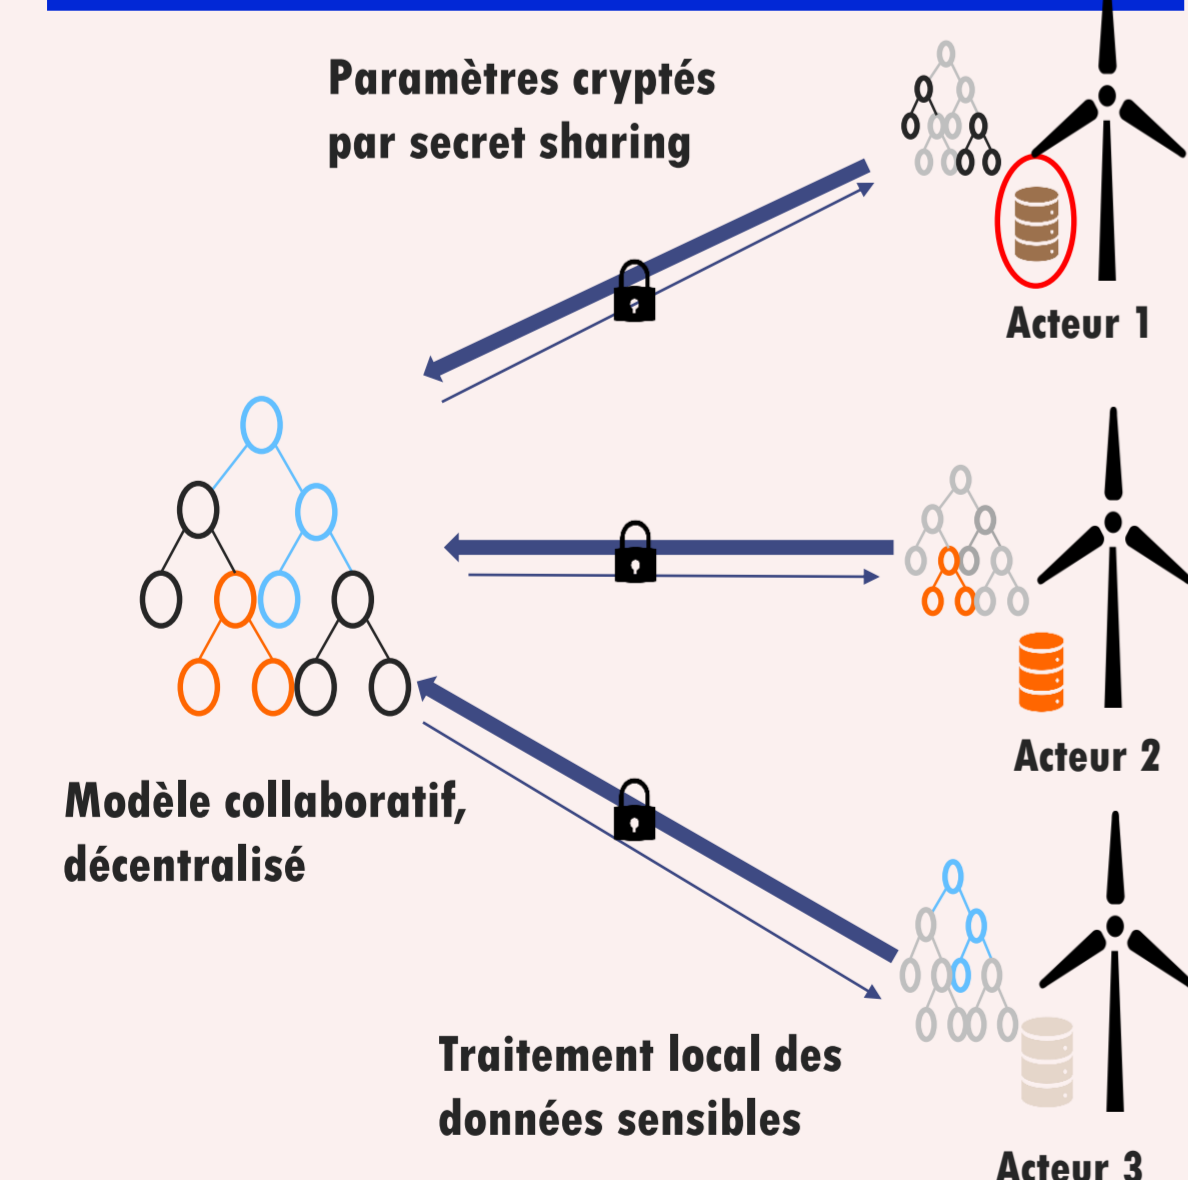 Paramètres cryptés
par secret sharing
Acteur 1
Acteur 2
Modèle collaboratif,
décentralisé
Traitement local des
données sensibles
Acteur 3